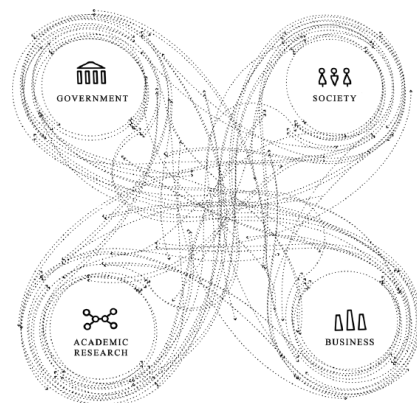 GOVERNMENT
SOCIETY
ACADEMIC
RESEARCH
BUSINESS